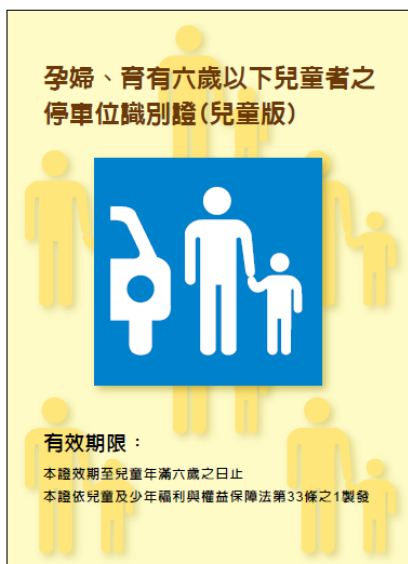 孕婦、育有六歲以下兒童者之
停車位識別證(兒童版)
有效期限：
本證效期至兒童年滿六歲之日止
本證依兒童及少年福利與權益保障法第33條之1製發